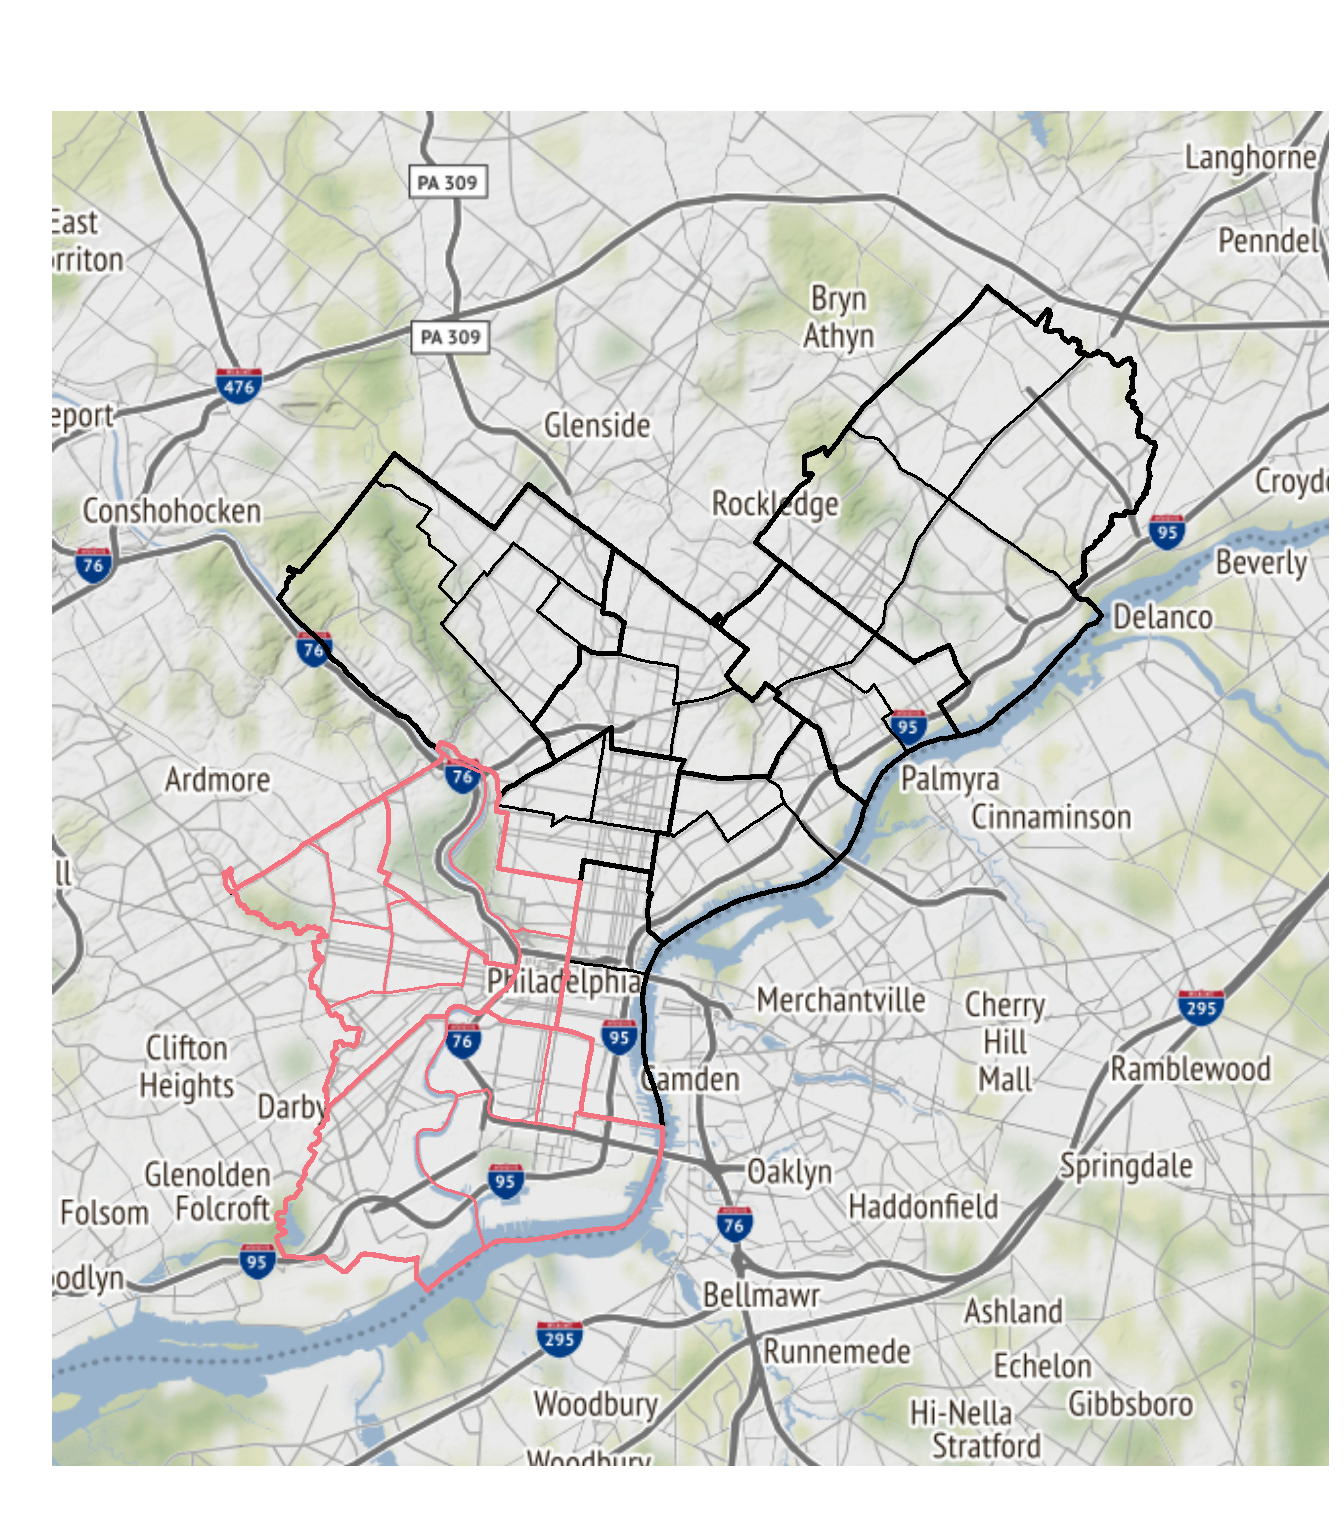 Langhorne
PA 309
East
rriton
Penndel
Bryn
Athyn
PA 309
476
eport
Glenside
Croyd
Rockledge
Conshohocken
95
76
Beverly
Delanco
76
95
Ardmore
76
Palmyra
Cinnaminson
ll
Philadelphia
Merchantville
Cherry
Hill
Mall
295
Clifton
Heights
76
95
Camden
Ramblewood
Darby
Glenolden
Folcroft
Oaklyn
Springdale
95
Folsom
Haddonfield
76
95
odlyn
Bellmawr
Ashland
295
Runnemede
Echelon
Woodbury
Gibbsboro
Hi-Nella
Stratford
Woodbury